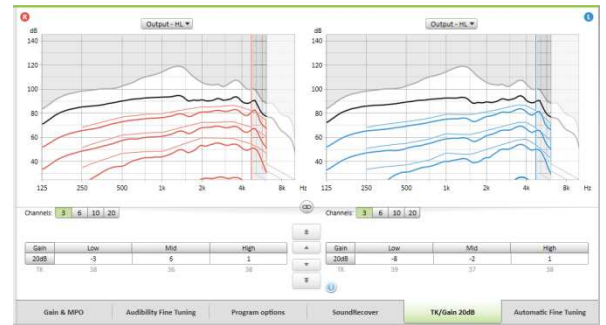 R Output - HL Output - HL L
dB dB
140 140
120 120
100 100
80 80
60 60
40 40
125 250 500 1k 2k 4k 8k Hz 125 250 500 1k 2k 4k 8k Hz
Channels: 3 6 10 20 Channels: 3 6 10 20
Gain Low Mid High Gain Low Mid High
20dB -3 6 1 20dB -8 -2 1
TK 38 36 38 TK 39 37 38
Gain & MPO Audibility Fine Tuning Program options SoundRecover TK/Gain 20dB Automatic Fine Tuning